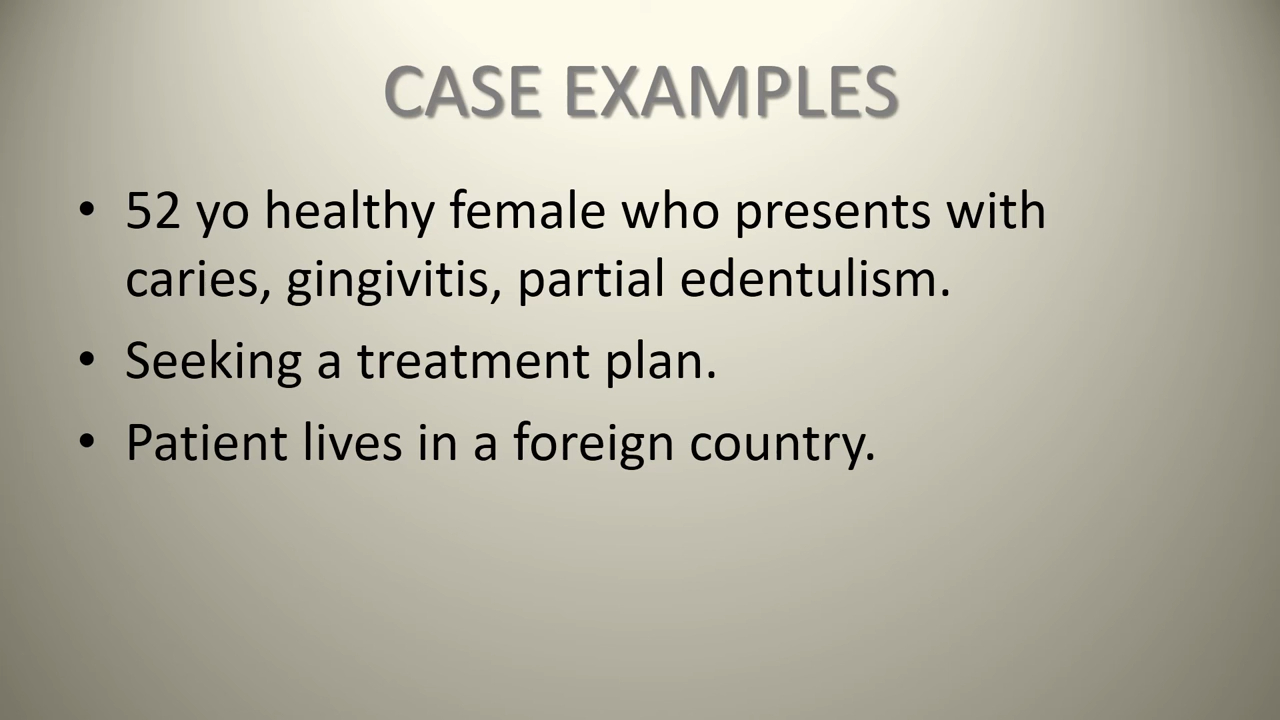 CASE EXAMPLES
• 52 yo healthy female who presents with
caries, gingivitis, partial edentulism.
• Seeking a treatment plan.
• Patient lives in a foreign country.